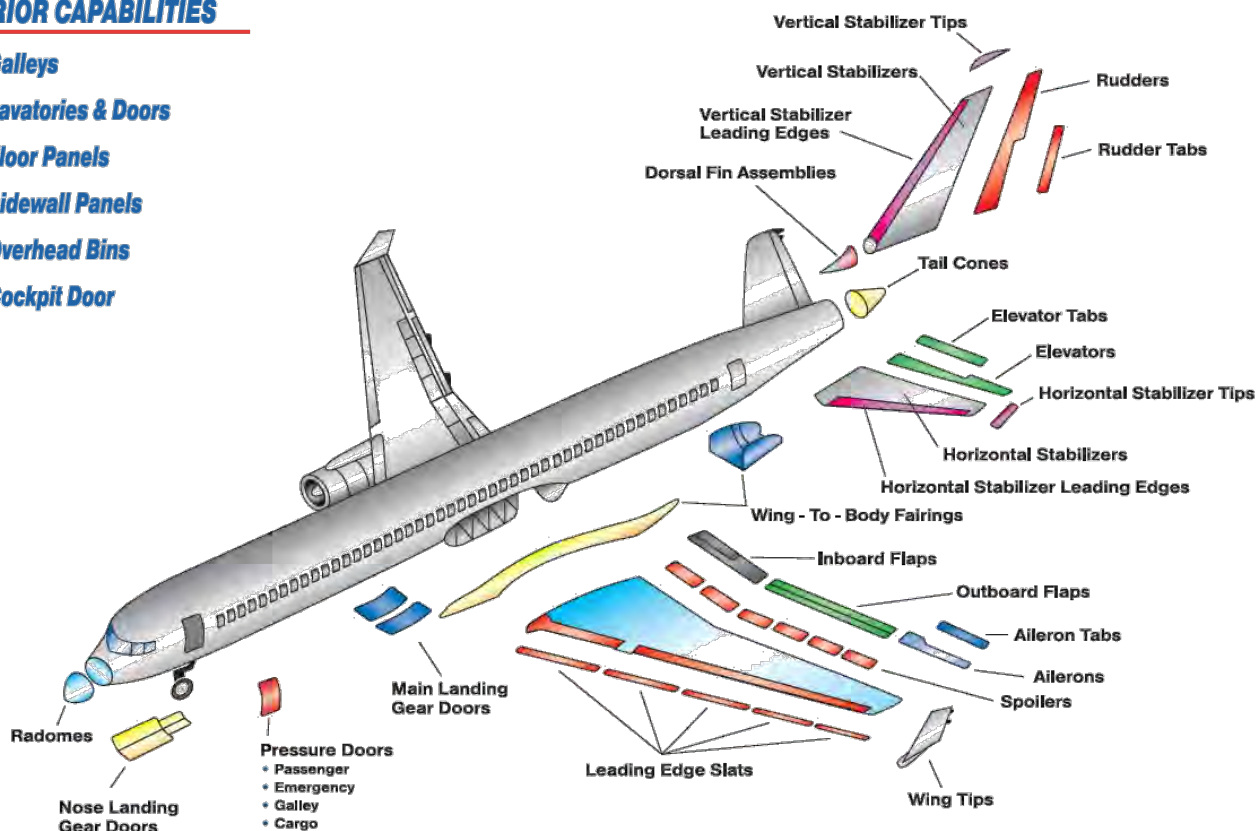 RIOR CAPABILITIES
alleys
avatories & Doors
loor Panels
idewall Panels
verhead Bins
ockpit Door
Vertical Stabilizer Tips
Vertical Stabilizers
Vertical Stabilizer
Leading Edges
Dorsal Fin Assemblies
Rudders
Rudder Tabs
Tail Cones
Elevator Tabs
Elevators
Horizontal Stabilizer Tips
Horizontal Stabilizers
Horizontal Stabilizer Leading Edges
Wing - To - Body Fairings
Inboard Flaps
Outboard Flaps
Aileron Tabs
Ailerons
Spoilers
Main Landing
Gear Doors
Radomes
Pressure Doors
• Passenger
• Emergency
• Galley
• Cargo
Leading Edge Slats
Wing Tips
Nose Landing
Gear Doors